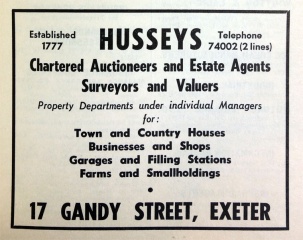 Established 1777 HUSSEYS Telephone 74002 (2 lines)
Chartered Auctioneers and Estate Agents
Surveyors and Valuers
Property Departments under individual Managers
for:
Town and Country Houses
Businesses and Shops
Garages and Filling Stations
Farms and Smallholdings
•
17 GANDY STREET, EXETER